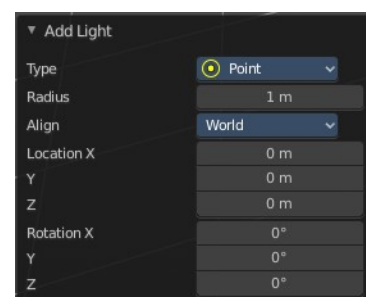 Add Light
Type Point
Radius 1 m
Align World
Location X 0 m
Y 0 m
Z 0 m
Rotation X 0°
Y 0°
Z 0°